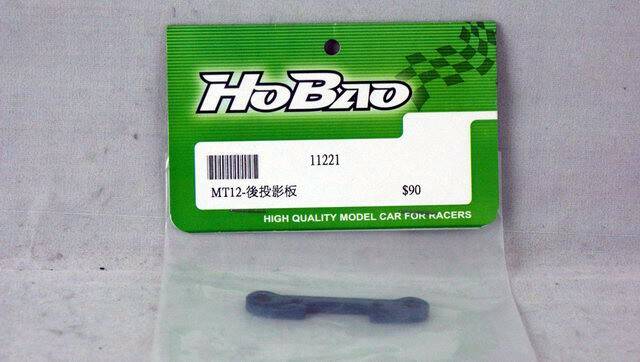 HoBao
11221
MT12-後投影板 $90
HIGH QUALITY MODEL CAR FOR RACERS